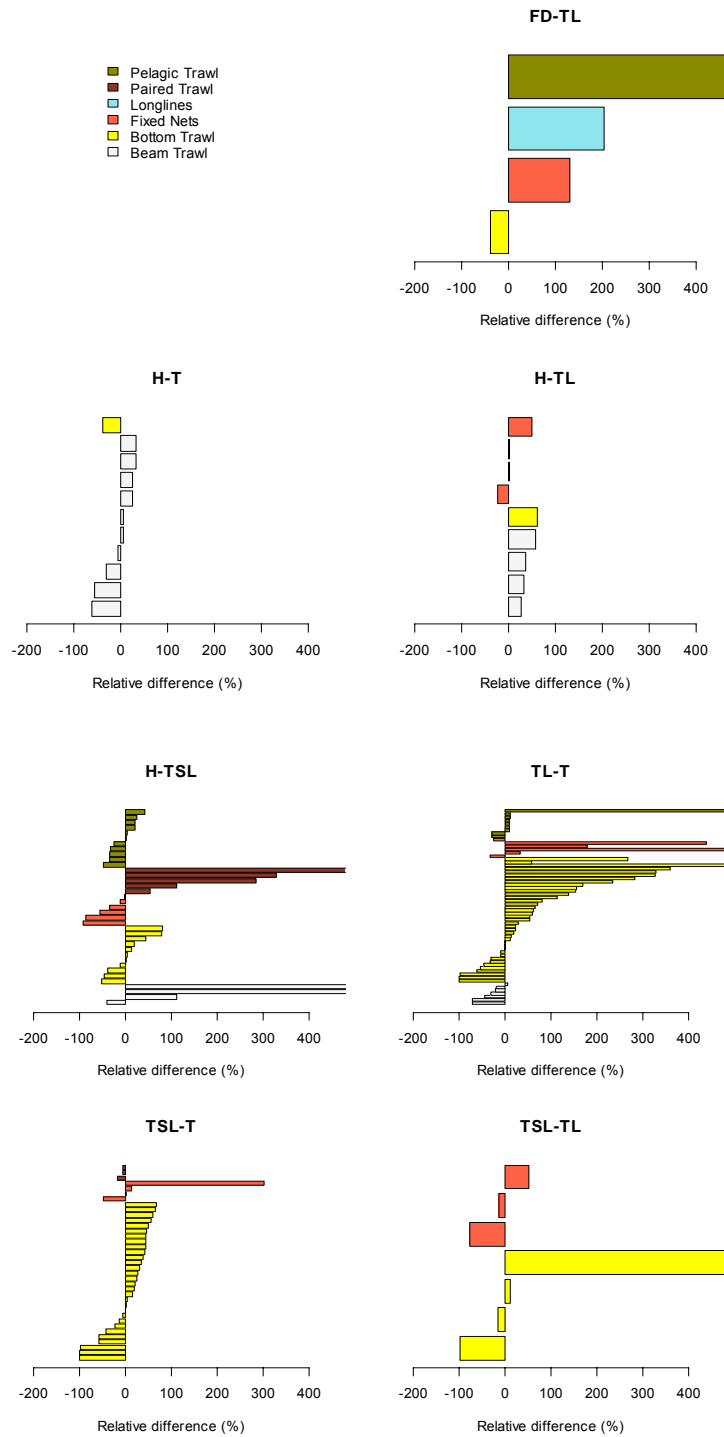 FD-TL
Pelagic Trawl
Paired Trawl
Longlines
Fixed Nets
Bottom Trawl
Beam Trawl
-200 -100 0 100 200 300 400
Relative difference (%)
H-T
-200 -100 0 100 200 300 400
Relative difference (%)
H-TL
-200 -100 0 100 200 300 400
Relative difference (%)
H-TSL
-200 -100 0 100 200 300 400
Relative difference (%)
TL-T
-200 -100 0 100 200 300 400
Relative difference (%)
TSL-T
-200 -100 0 100 200 300 400
Relative difference (%)
TSL-TL
-200 -100 0 100 200 300 400
Relative difference (%)